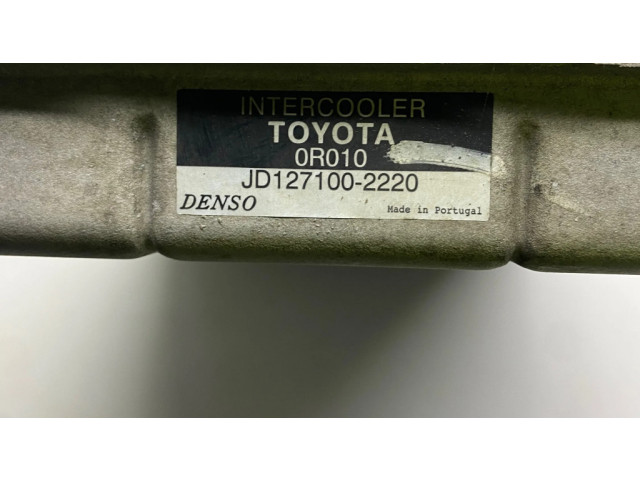 INTERCOOLER
TOYOTA
0R010
JD127100-2220
DENSO Made in Portugal